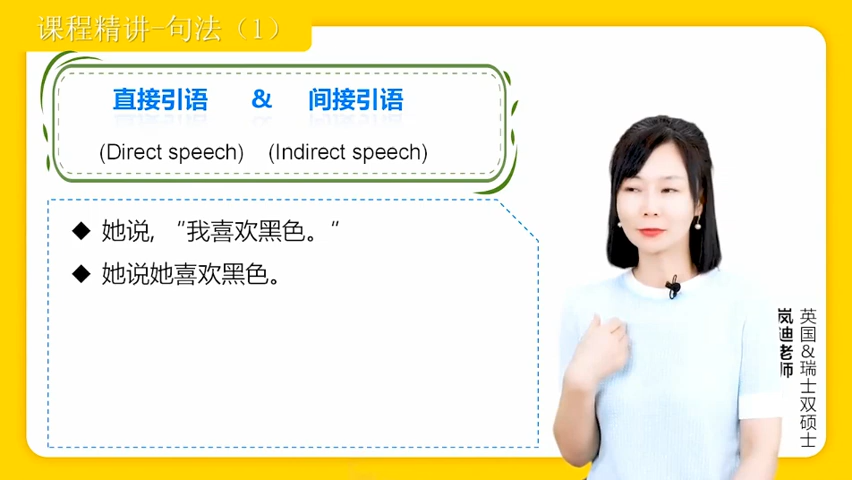 课程精讲-句法（1）
直接引语 & 间接引语
(Direct speech) (Indirect speech)
◆ 她说, “我喜欢黑色。“
◆ 她说她喜欢黑色。
英国&瑞士双硕士
岚迪老师